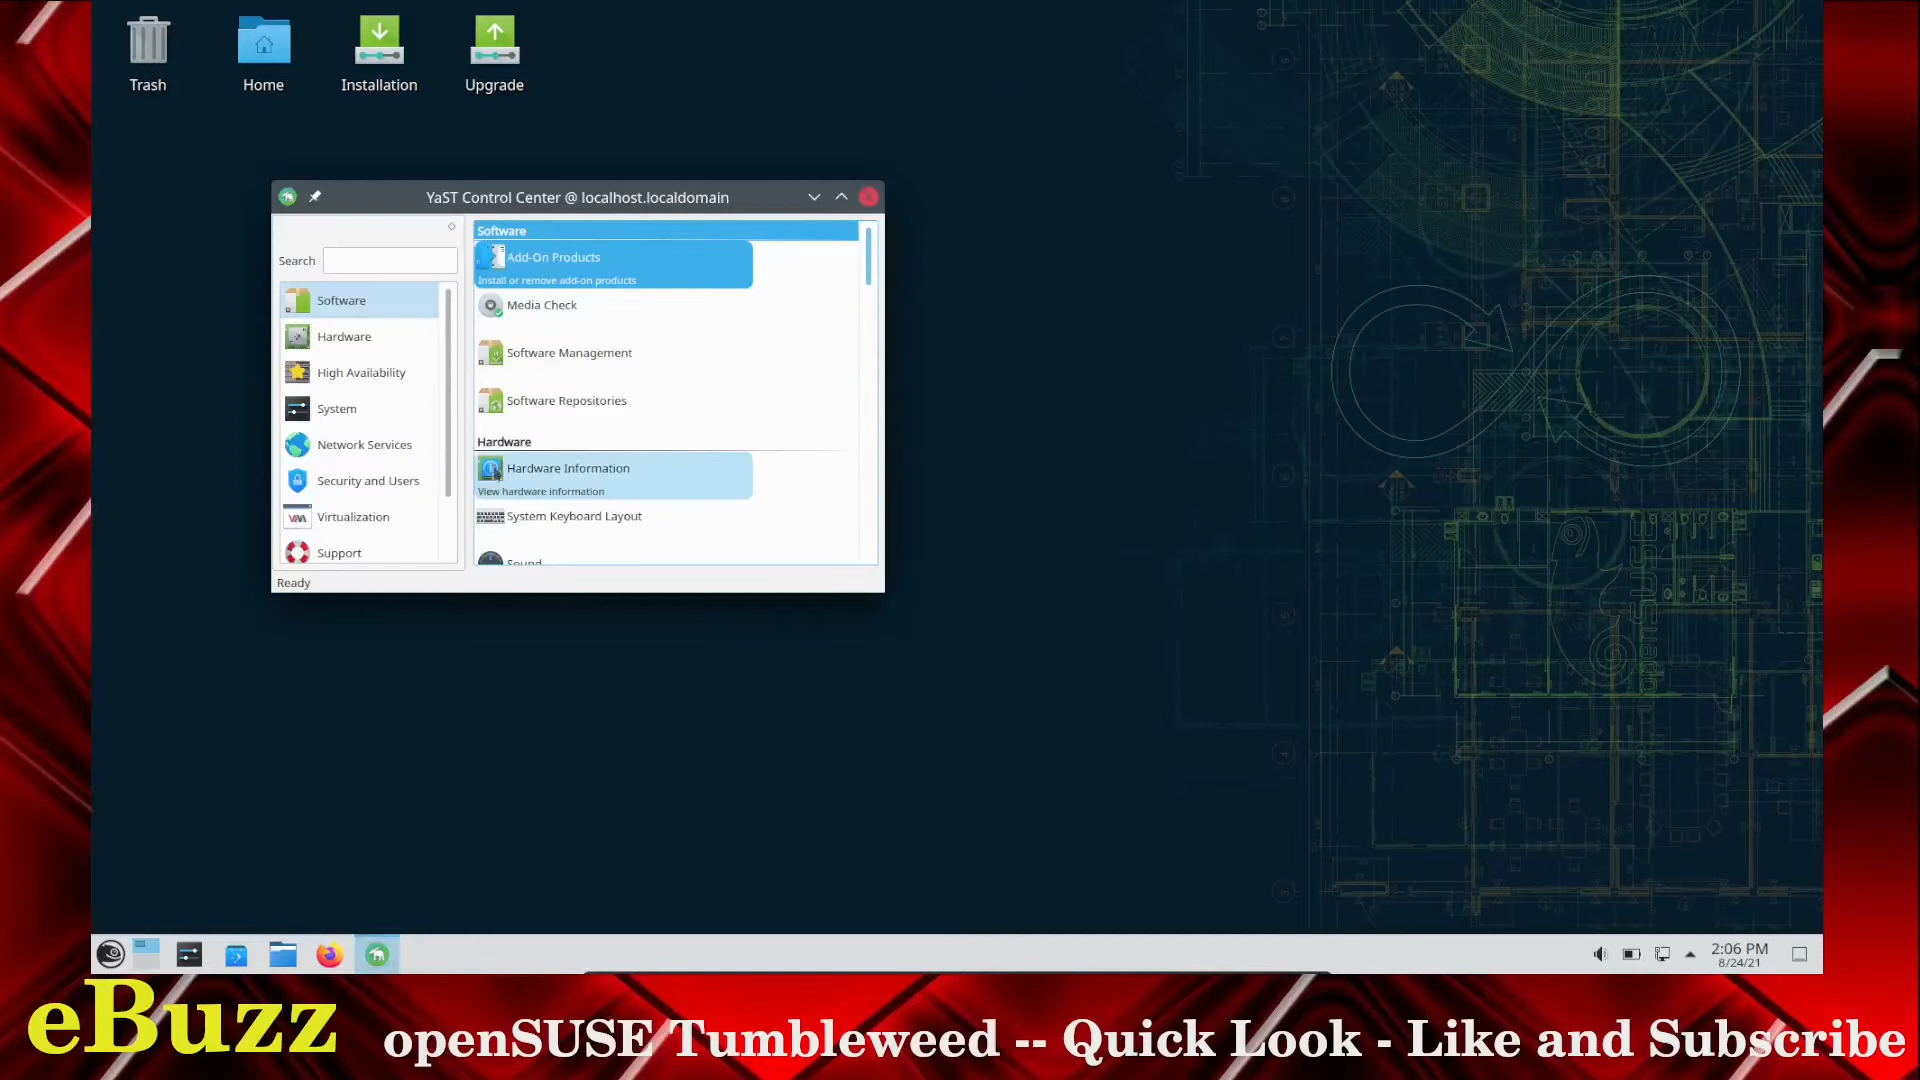 Trash
Home
Installation
Upgrade
YaST Control Center @ localhost.localdomain
Search
Software
Hardware
High Availability
System
Network Services
Security and Users
Virtualization
Support
Software
Add-On Products
Install or remove add-on products
Media Check
Software Management
Software Repositories
Hardware
Hardware Information
View hardware information
System Keyboard Layout
Sound
Ready
openSUSE
2:06 PM
8/24/21
eBuzz
openSUSE Tumbleweed -- Quick Look - Like and Subscribe